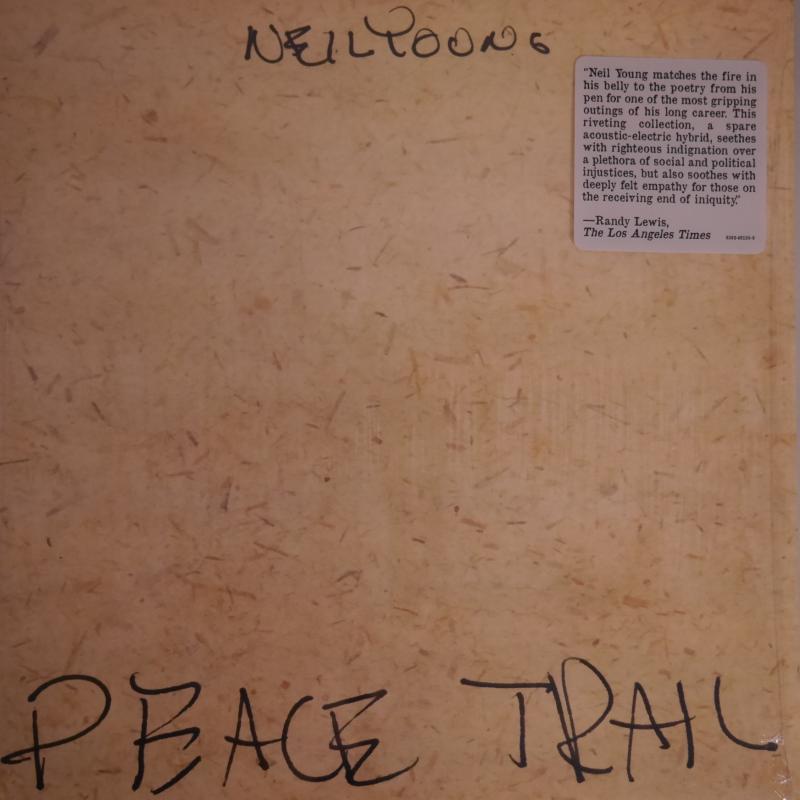 NEIL YOUNG
"Neil Young matches the fire in
his belly to the poetry from his
pen for one of the most gripping
outings of his long career. This
riveting collection, a spare
acoustic-electric hybrid, seethes
with righteous indignation over
a plethora of social and political
injustices, but also soothes with
deeply felt empathy for those on
the receiving end of iniquity."
—Randy Lewis,
The Los Angeles Times
PEACE TRAIL